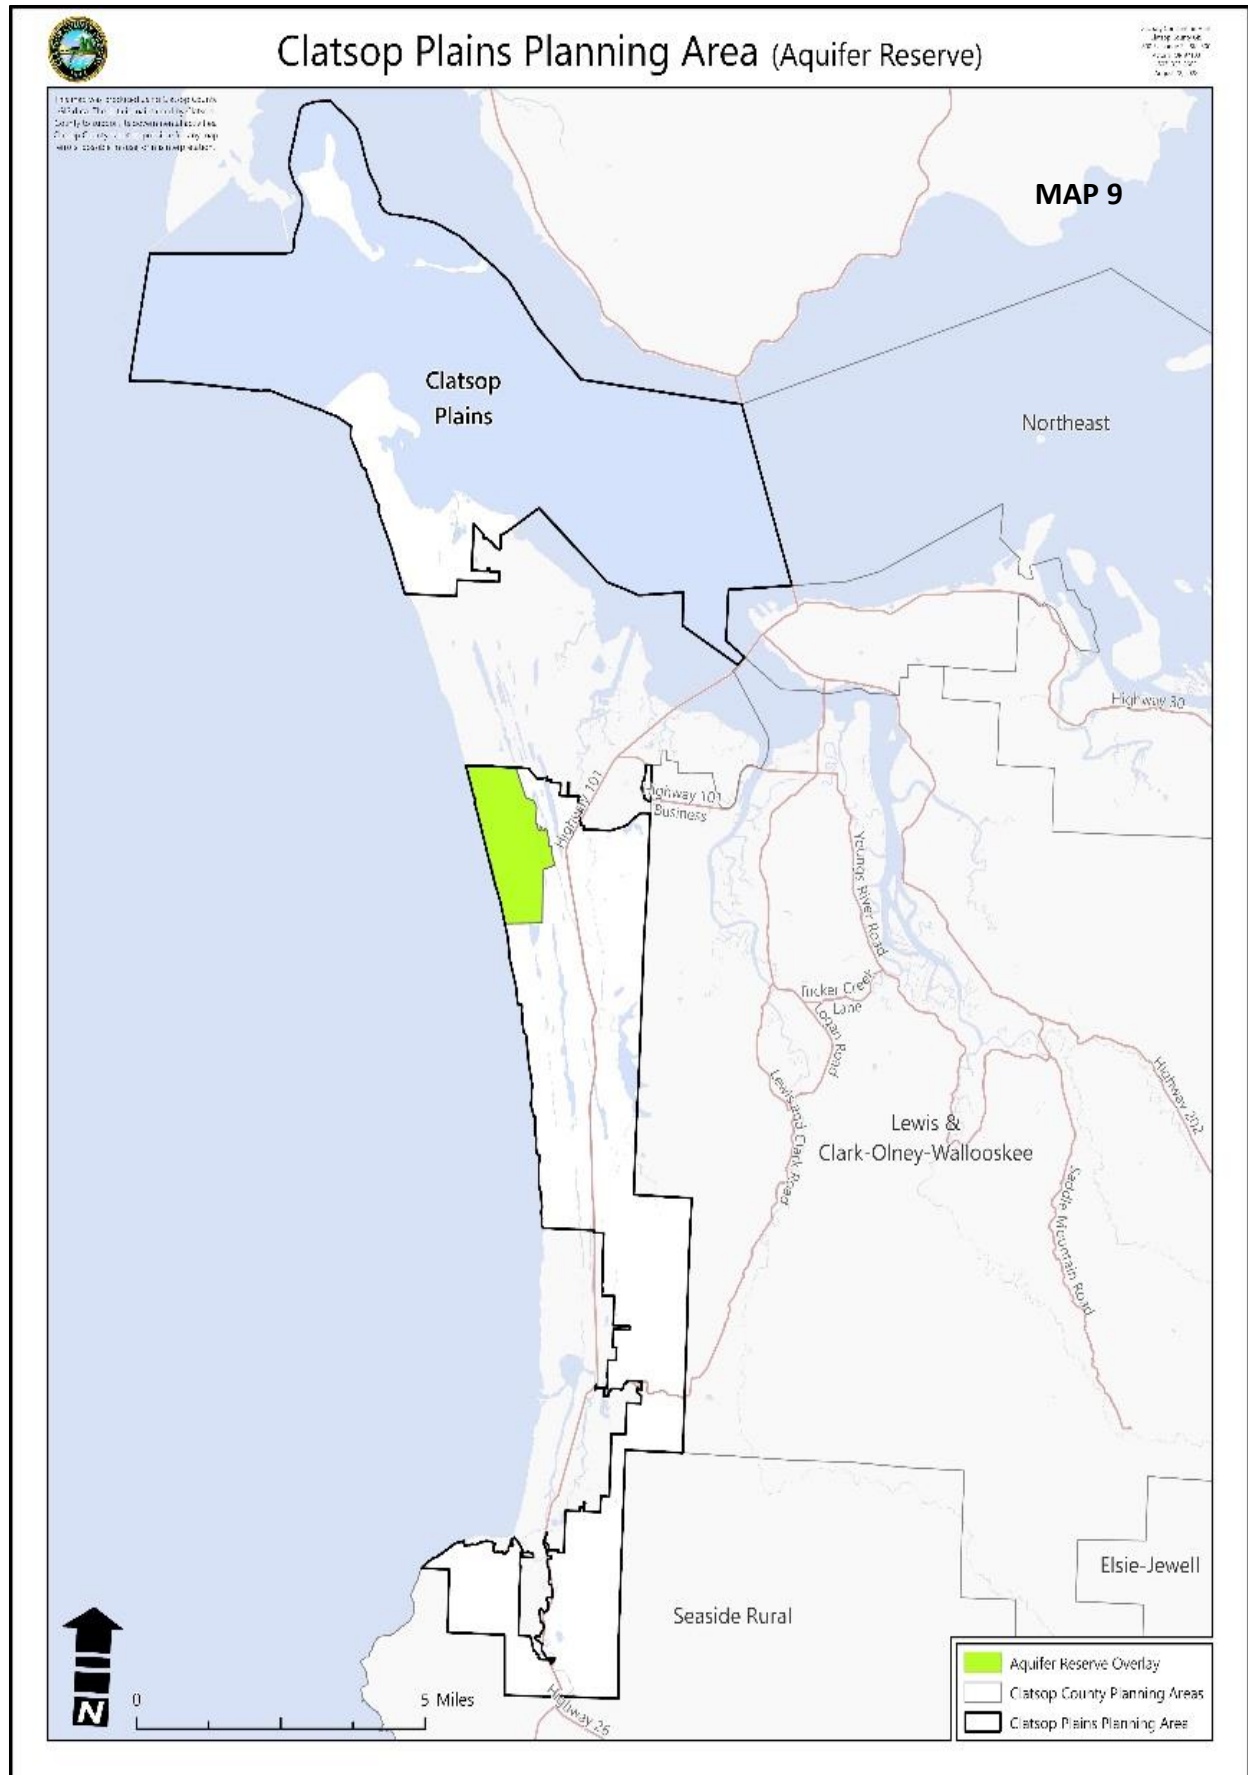 Clatsop Plains Planning Area (Aquifer Reserve)
MAP 9
Clatsop
Plains
Northeast
Highway 30
Highway 101
Highway 101
Business
Youngs River Road
Tucker Creek
Lane
Logan Road
Lewis and Clark Road
Lewis &
Clark-Olney-Wallooskee
Highway 202
Saddle Mountain Road
Elsie-Jewell
Seaside Rural
Highway 26
N
0
5 Miles
Aquifer Reserve Overlay
Clatsop County Planning Areas
Clatsop Plains Planning Area